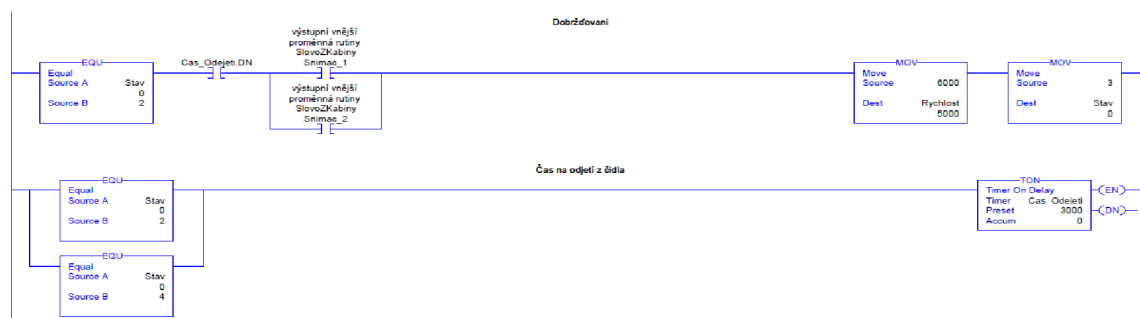 Dobržďovani
EQU
Equal
Source A Stav
0
Source B 2
Cas_Odejeti.DN
výstupní vnější
proměnná rutiny
SlovoZKabiny
Snimac_1
výstupní vnější
proměnná rutiny
SlovoZKabiny
Snimac_2
MOV
Move
Source 6000
Dest Rychlost
5000
MOV
Move
Source 3
Dest Stav
0
Čas na odjetí z čidla
EQU
Equal
Source A Stav
0
Source B 2
EQU
Equal
Source A Stav
0
Source B 4
TON
Timer On Delay
Timer Cas_Odejeti
Preset 3000
Accum 0
EN
DN